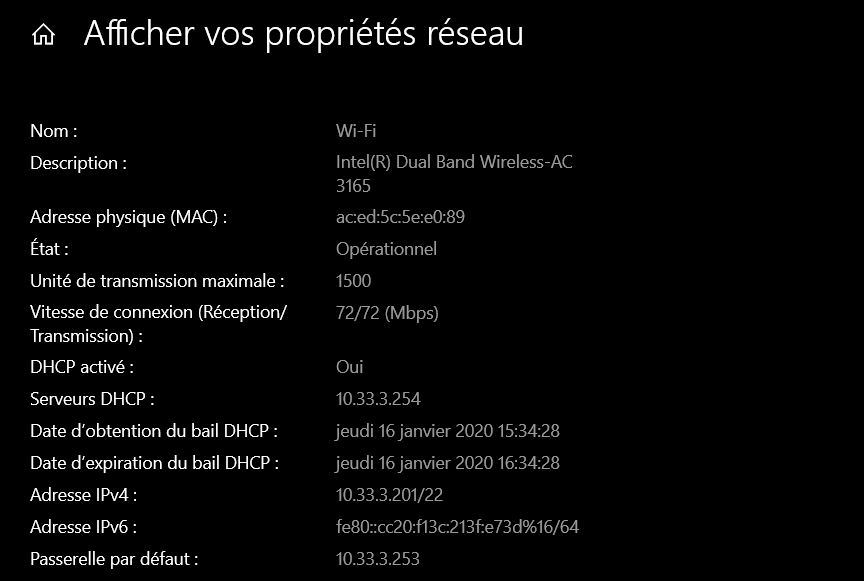 Afficher vos propriétés réseau
Nom : Wi-Fi
Description : Intel(R) Dual Band Wireless-AC
3165
Adresse physique (MAC) : ac:ed:5c:5e:e0:89
État : Opérationnel
Unité de transmission maximale : 1500
Vitesse de connexion (Réception/ 72/72 (Mbps)
Transmission) :
DHCP activé : Oui
Serveurs DHCP : 10.33.3.254
Date d’obtention du bail DHCP : jeudi 16 janvier 2020 15:34:28
Date d’expiration du bail DHCP : jeudi 16 janvier 2020 16:34:28
Adresse IPv4 : 10.33.3.201/22
Adresse IPv6 : fe80::cc20:f13c:213f:e73d%16/64
Passerelle par défaut : 10.33.3.253